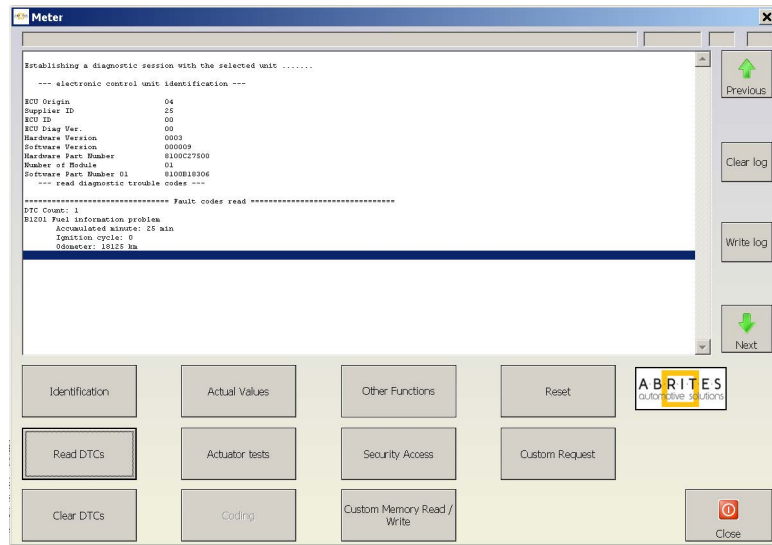 Meter
Establishing a diagnostic session with the selected unit .......
--- electronic control unit identification ---
ECU Origin 04
Supplier ID 25
ECU ID 00
ECU Diag Ver. 00
Hardware Version 0003
Software Version 000009
Hardware Part Number 8100C27500
Number of Module 01
Software Part Number 01 8100B18306
--- read diagnostic trouble codes ---
================================ Fault codes read ================================
DTC Count: 1
B1201 Fuel information problem
Accumulated minute: 25 min
Ignition cycle: 0
Odometer: 18125 km
Previous
Clear log
Write log
Next
Identification
Actual Values
Other Functions
Reset
ABRITES
automotive solutions
Read DTCs
Actuator tests
Security Access
Custom Request
Clear DTCs
Coding
Custom Memory Read /
Write
Close